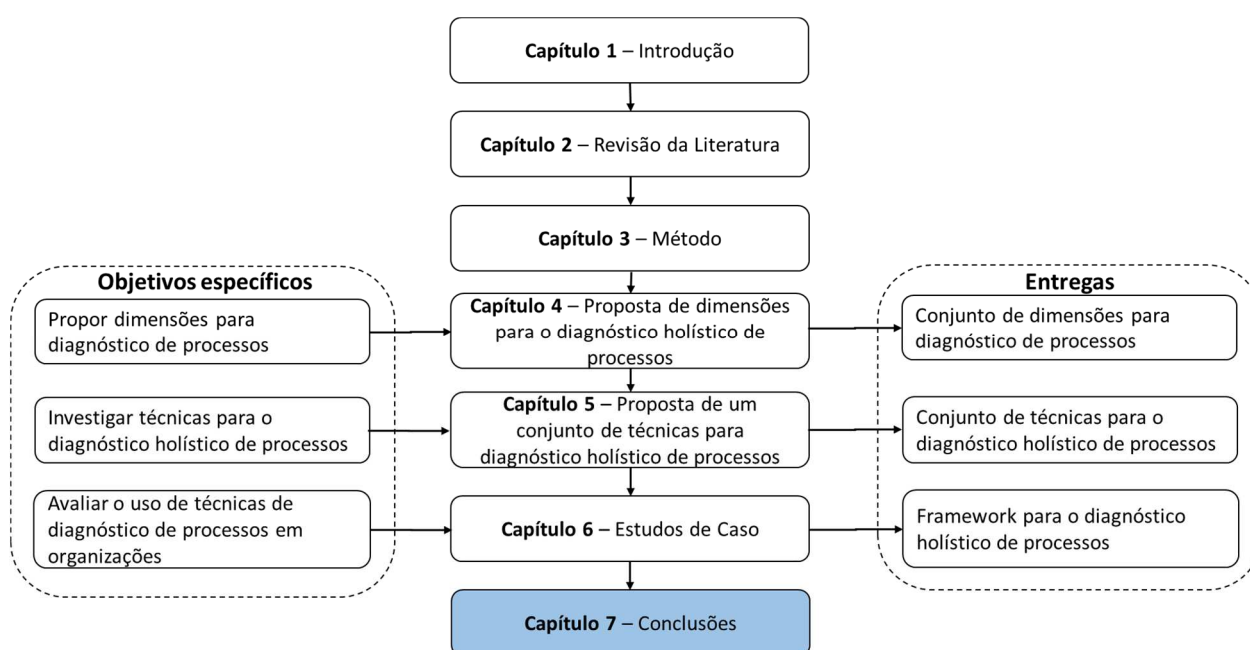 Capítulo 1 – Introdução
Capítulo 2 – Revisão da Literatura
Capítulo 3 – Método
Objetivos específicos
Propor dimensões para
diagnóstico de processos
Investigar técnicas para o
diagnóstico holístico de processos
Avaliar o uso de técnicas de
diagnóstico de processos em
organizações
Capítulo 4 – Proposta de dimensões
para o diagnóstico holístico de
processos
Capítulo 5 – Proposta de um
conjunto de técnicas para
diagnóstico holístico de processos
Capítulo 6 – Estudos de Caso
Capítulo 7 – Conclusões
Entregas
Conjunto de dimensões para
diagnóstico de processos
Conjunto de técnicas para o
diagnóstico holístico de processos
Framework para o diagnóstico
holístico de processos